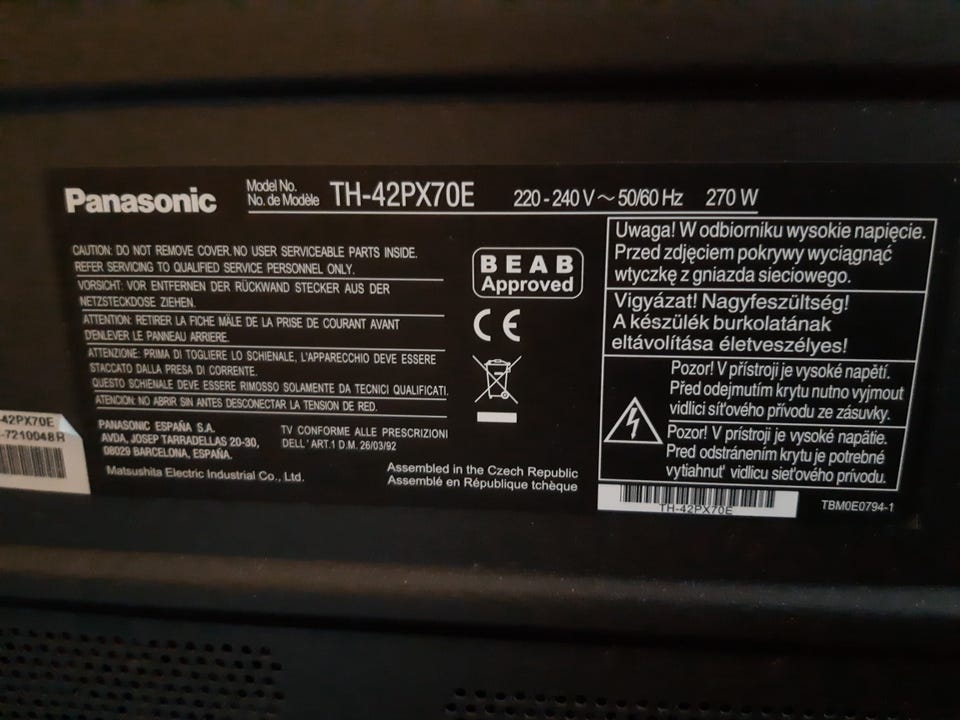 Panasonic
Model No.
No. de Modèle
TH-42PX70E
220 - 240 V ~ 50/60 Hz 270 W
CAUTION: DO NOT REMOVE COVER. NO USER SERVICEABLE PARTS INSIDE.
REFER SERVICING TO QUALIFIED SERVICE PERSONNEL ONLY.
VORSICHT: VOR ENTFERNEN DER RÜCKWAND STECKER AUS DER
NETZSTECKDOSE ZIEHEN.
ATTENTION: RETIRER LA FICHE MÂLE DE LA PRISE DE COURANT AVANT
D'ENLEVER LE PANNEAU ARRIERE.
ATTENZIONE: PRIMA DI TOGLIERE LO SCHIENALE, L'APPARECCHIO DEVE ESSERE
STACCATO DALLA PRESA DI CORRENTE.
QUESTO SCHIENALE DEVE ESSERE RIMOSSO SOLAMENTE DA TECNICI QUALIFICATI.
ATENCION: NO ABRIR SIN ANTES DESCONECTAR LA TENSION DE RED.
PANASONIC ESPAÑA S.A.
AVDA, JOSEP TARRADELLAS 20-30,
08029 BARCELONA, ESPAÑA.
Matsushita Electric Industrial Co., Ltd.
TV CONFORME ALLE PRESCRIZIONI
DELL' ART.1 D.M. 26/03/92
BEAB
Approved
CE
Assembled in the Czech Republic
Assemblé en République tchèque
Uwaga! W odbiorniku wysokie napięcie.
Przed zdjęciem pokrywy wyciągnąć
wtyczkę z gniazda sieciowego.
Vigyázat! Nagyfeszültség!
A készülék burkolatának
eltávolítása életveszélyes!
Pozor! V přístroji je vysoké napětí.
Před odejmutím krytu nutno vyjmout
vidlici síťového přívodu ze zásuvky.
Pozor! V prístroji je vysoké napätie.
Pred odstránením krytu je potrebné
vytiahnuť vidlicu sieťového prívodu.
TH-42PX70E
TBM0E0794-1
-42PX70E
-7210048R